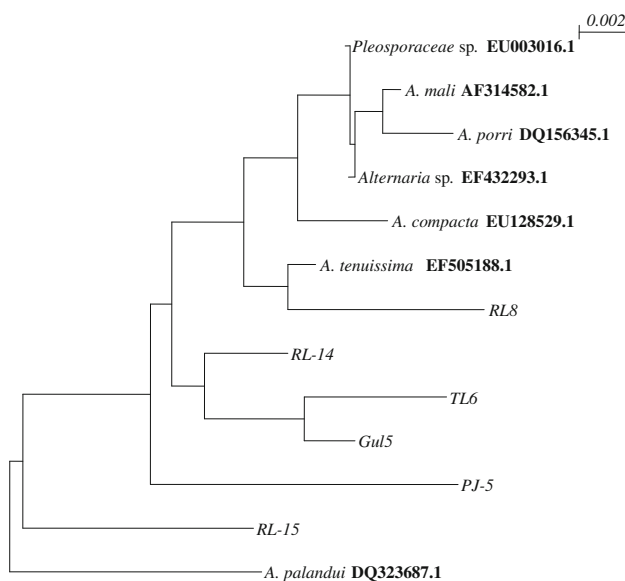 0.002
Pleosporaceae sp. EU003016.1
A. mali AF314582.1
A. porri DQ156345.1
Alternaria sp. EF432293.1
A. compacta EU128529.1
A. tenuissima EF505188.1
RL8
RL-14
TL6
Gul5
PJ-5
RL-15
A. palandui DQ323687.1